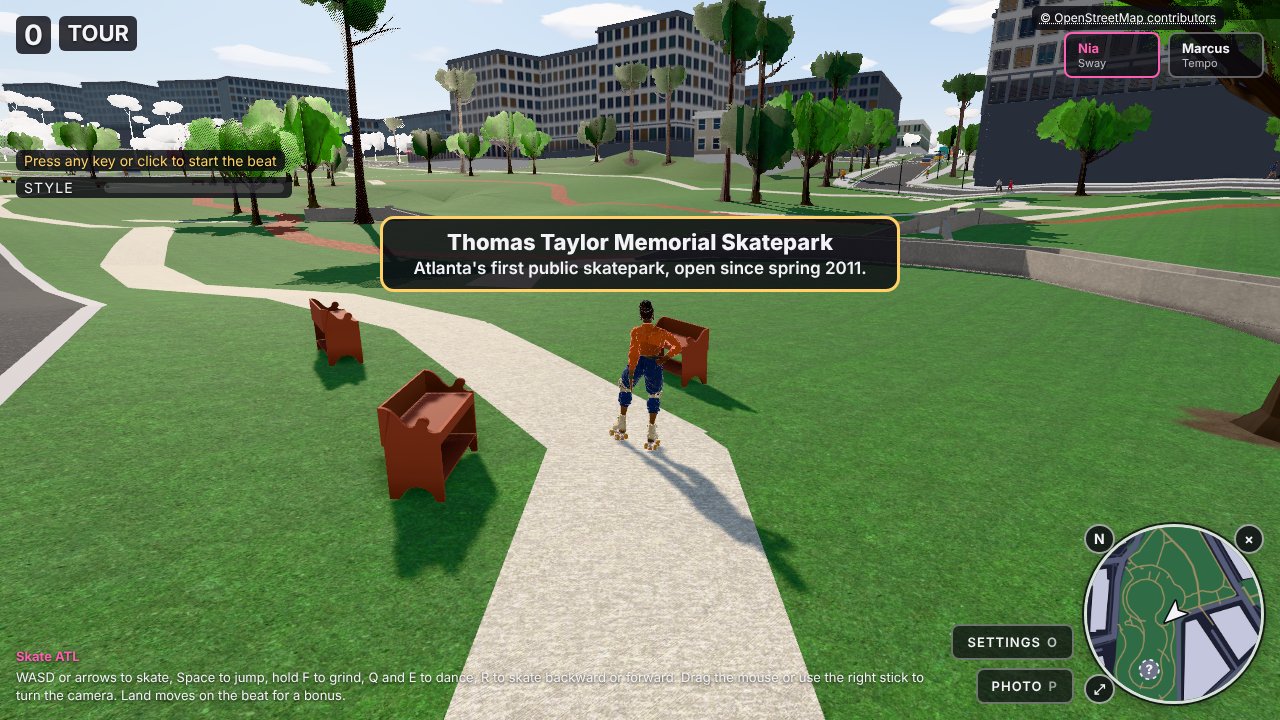 0 TOUR
© OpenStreetMap contributors
Nia
Sway
Marcus
Tempo
Press any key or click to start the beat
STYLE
Thomas Taylor Memorial Skatepark
Atlanta's first public skatepark, open since spring 2011.
N
×
?
SETTINGS O
PHOTO P
Skate ATL
WASD or arrows to skate, Space to jump, hold F to grind, Q and E to dance, R to skate backward or forward. Drag the mouse or use the right stick to
turn the camera. Land moves on the beat for a bonus.